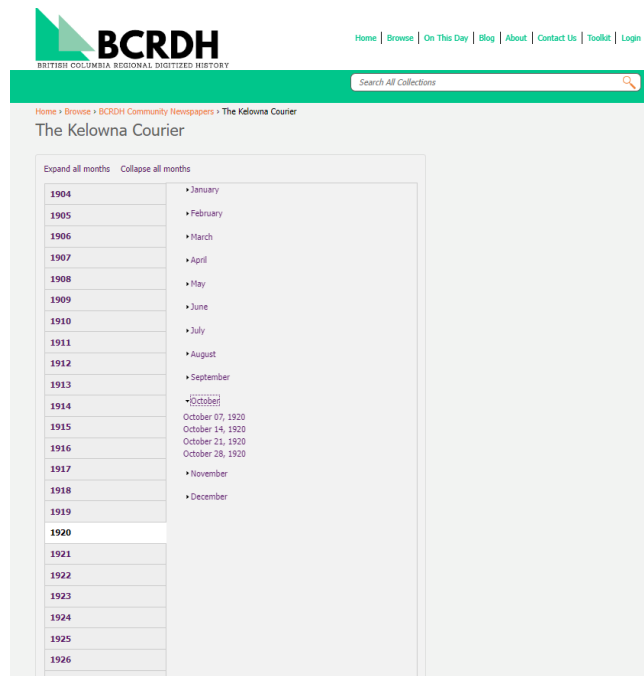 BCRDH
BRITISH COLUMBIA REGIONAL DIGITIZED HISTORY
Home | Browse | On This Day | Blog | About | Contact Us | Toolkit | Login
Search All Collections
Home › Browse › BCRDH Community Newspapers › The Kelowna Courier
The Kelowna Courier
Expand all months Collapse all months
1904
1905
1906
1907
1908
1909
1910
1911
1912
1913
1914
1915
1916
1917
1918
1919
1920
1921
1922
1923
1924
1925
1926
January
February
March
April
May
June
July
August
September
October
October 07, 1920
October 14, 1920
October 21, 1920
October 28, 1920
November
December